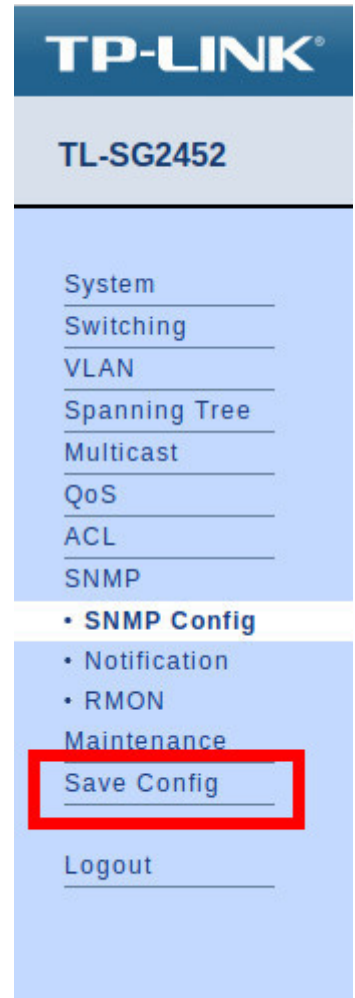 TP-LINK®
TL-SG2452
System
Switching
VLAN
Spanning Tree
Multicast
QoS
ACL
SNMP
• SNMP Config
• Notification
• RMON
Maintenance
Save Config
Logout